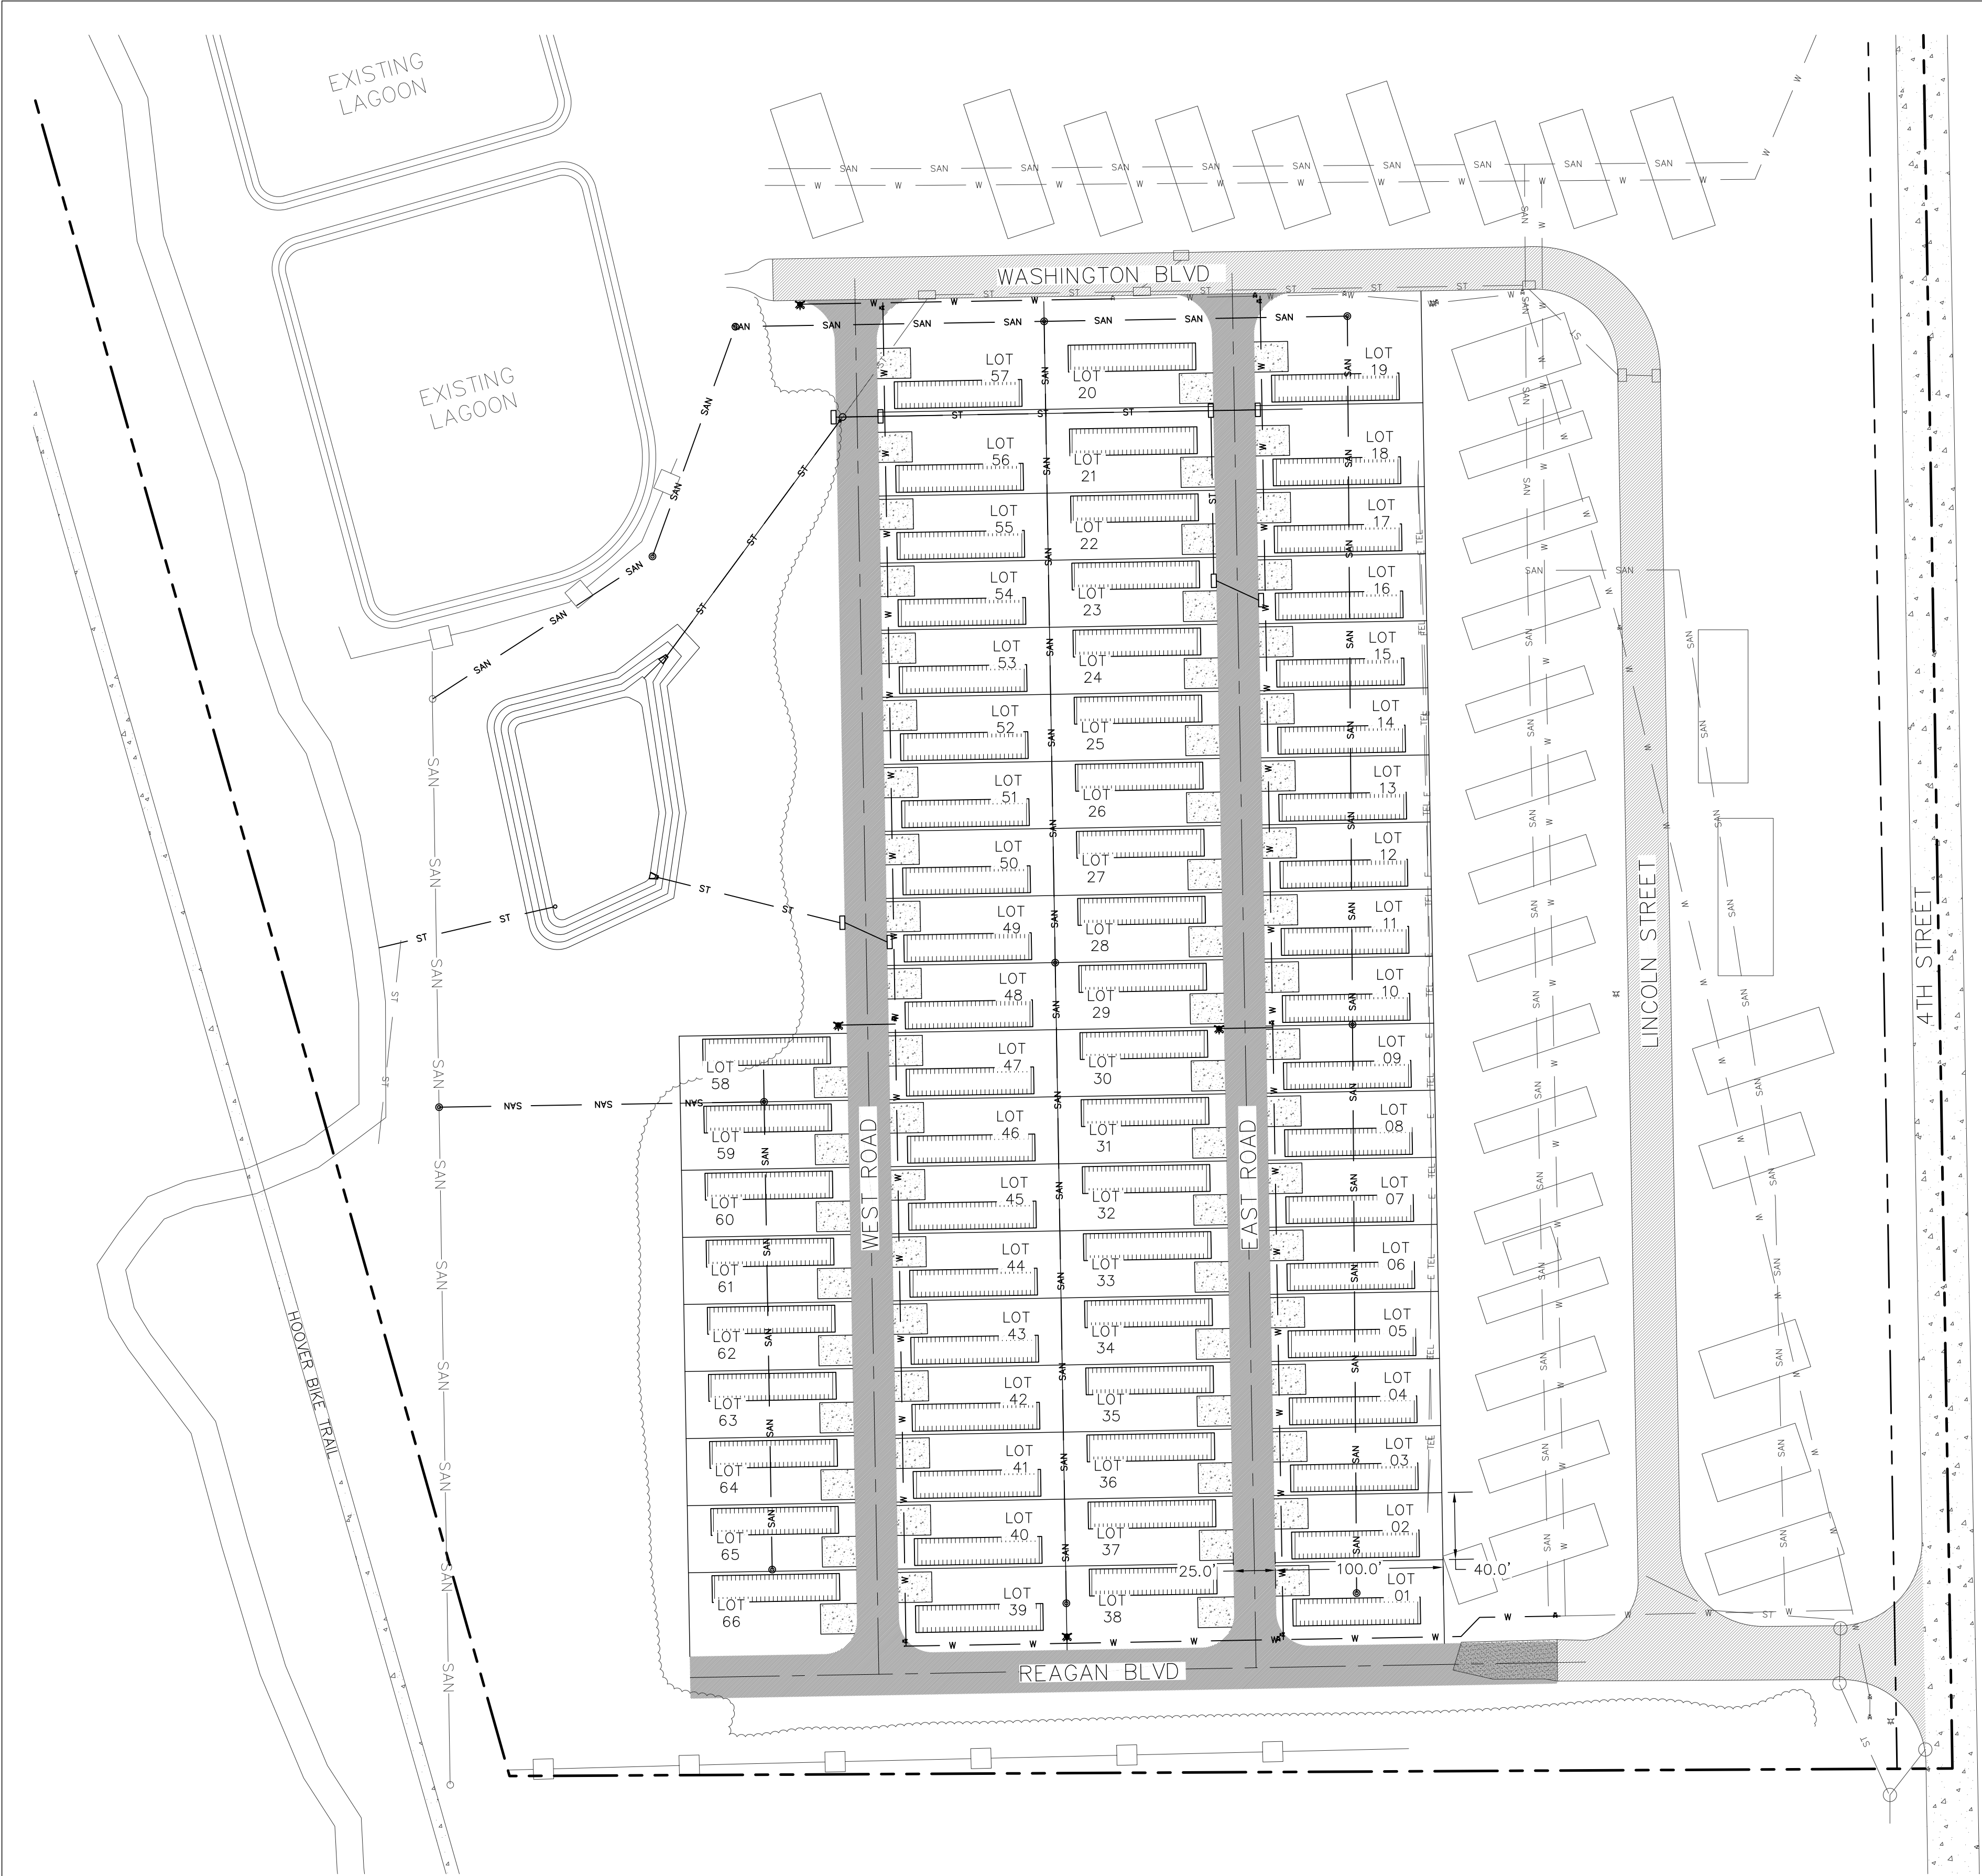 EXISTING
LAGOON
EXISTING
LAGOON
WASHINGTON BLVD
LOT
57
LOT
20
LOT
19
LOT
56
LOT
21
LOT
18
LOT
55
LOT
22
LOT
17
LOT
54
LOT
23
LOT
16
LOT
53
LOT
24
LOT
15
LOT
52
LOT
25
LOT
14
LOT
51
LOT
26
LOT
13
LOT
50
LOT
27
LOT
12
LOT
49
LOT
28
LOT
11
LOT
48
LOT
29
LOT
10
LOT
58
LOT
47
LOT
30
LOT
09
LOT
59
LOT
46
LOT
31
LOT
08
LOT
60
LOT
45
LOT
32
LOT
07
LOT
61
LOT
44
LOT
33
LOT
06
LOT
62
LOT
43
LOT
34
LOT
05
LOT
63
LOT
42
LOT
35
LOT
04
LOT
64
LOT
41
LOT
36
LOT
03
LOT
65
LOT
40
LOT
37
LOT
02
LOT
66
LOT
39
LOT
38
LOT
01
25.0'
100.0'
40.0'
WEST ROAD
EAST ROAD
LINCOLN STREET
4TH STREET
HOOVER BIKE TRAIL
REAGAN BLVD
SAN
W
ST
TEL
E